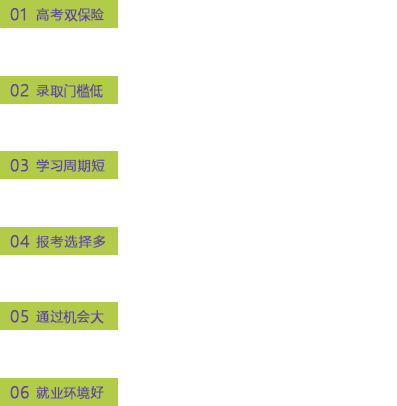 01 高考双保险
02 录取门槛低
03 学习周期短
04 报考选择多
05 通过机会大
06 就业环境好